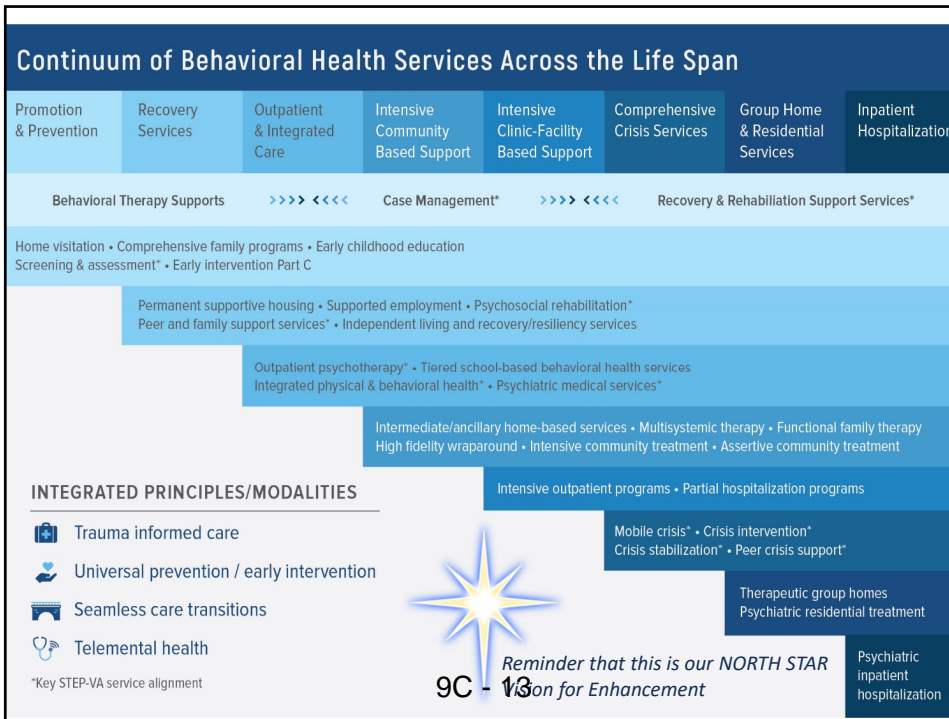 Continuum of Behavioral Health Services Across the Life Span
Promotion
& Prevention
Recovery
Services
Outpatient
& Integrated
Care
Intensive
Community
Based Support
Intensive
Clinic-Facility
Based Support
Comprehensive
Crisis Services
Group Home
& Residential
Services
Inpatient
Hospitalization
Behavioral Therapy Supports >>>> <<<< Case Management* >>>> <<<< Recovery & Rehabiliation Support Services*
Home visitation • Comprehensive family programs • Early childhood education
Screening & assessment* • Early intervention Part C
Permanent supportive housing • Supported employment • Psychosocial rehabilitation*
Peer and family support services* • Independent living and recovery/resiliency services
Outpatient psychotherapy* • Tiered school-based behavioral health services
Integrated physical & behavioral health* • Psychiatric medical services*
Intermediate/ancillary home-based services • Multisystemic therapy • Functional family therapy
High fidelity wraparound • Intensive community treatment • Assertive community treatment
Intensive outpatient programs • Partial hospitalization programs
Mobile crisis* • Crisis intervention*
Crisis stabilization* • Peer crisis support*
Therapeutic group homes
Psychiatric residential treatment
Psychiatric
inpatient
hospitalization
INTEGRATED PRINCIPLES/MODALITIES
Trauma informed care
Universal prevention / early intervention
Seamless care transitions
Telemental health
*Key STEP-VA service alignment
Reminder that this is our NORTH STAR
Vision for Enhancement
9C - 13